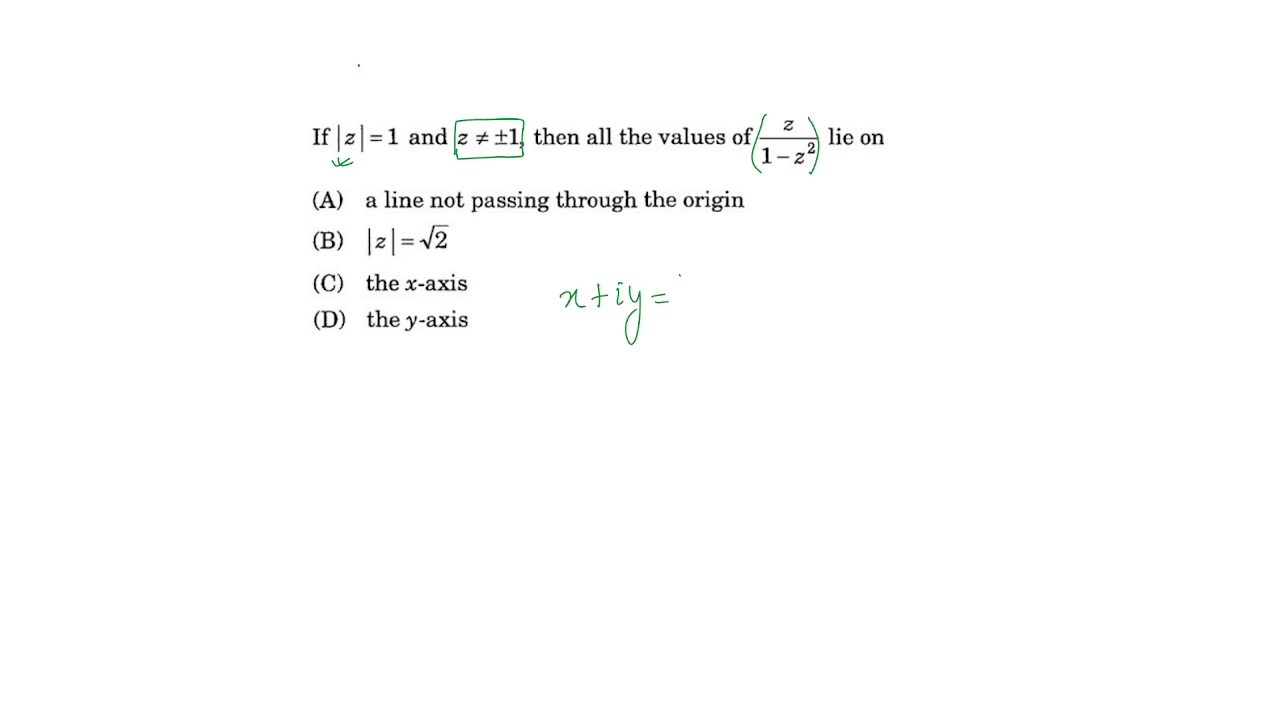 If |z| = 1 and z ≠ ±1, then all the values of (z/(1 − z²)) lie on
(A) a line not passing through the origin
(B) |z| = √2
(C) the x-axis
(D) the y-axis
x + iy =